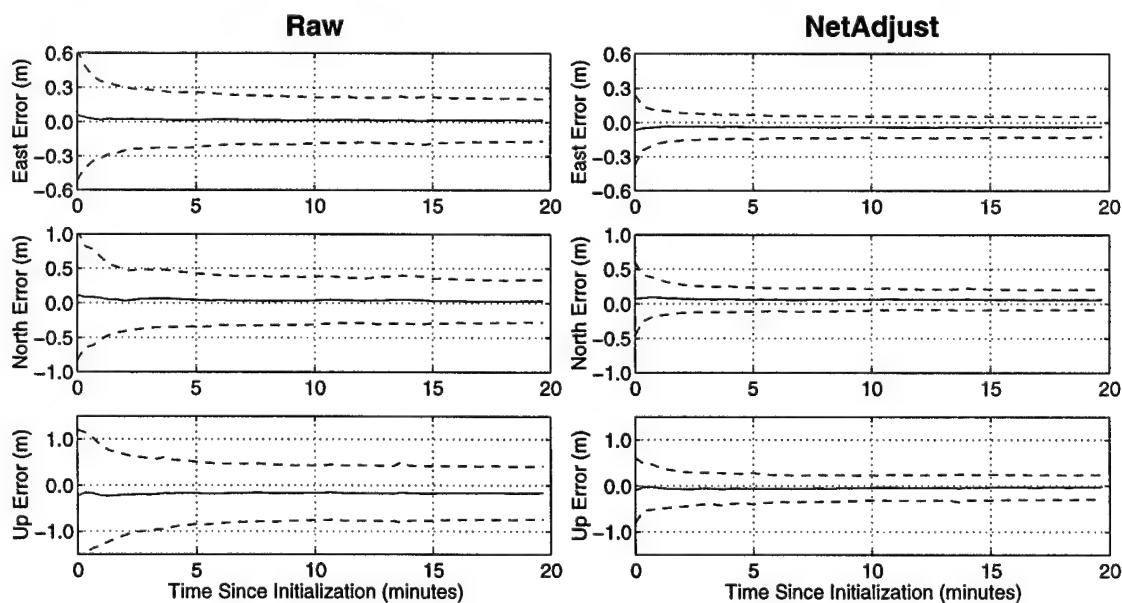 Raw
NetAdjust
East Error (m)
0.6
0.3
0.0
−0.3
−0.6
0 5 10 15 20
East Error (m)
0.6
0.3
0.0
−0.3
−0.6
0 5 10 15 20
North Error (m)
1.0
0.5
0.0
−0.5
−1.0
0 5 10 15 20
North Error (m)
1.0
0.5
0.0
−0.5
−1.0
0 5 10 15 20
Up Error (m)
1.0
0.0
−1.0
0 5 10 15 20
Time Since Initialization (minutes)
Up Error (m)
1.0
0.0
−1.0
0 5 10 15 20
Time Since Initialization (minutes)